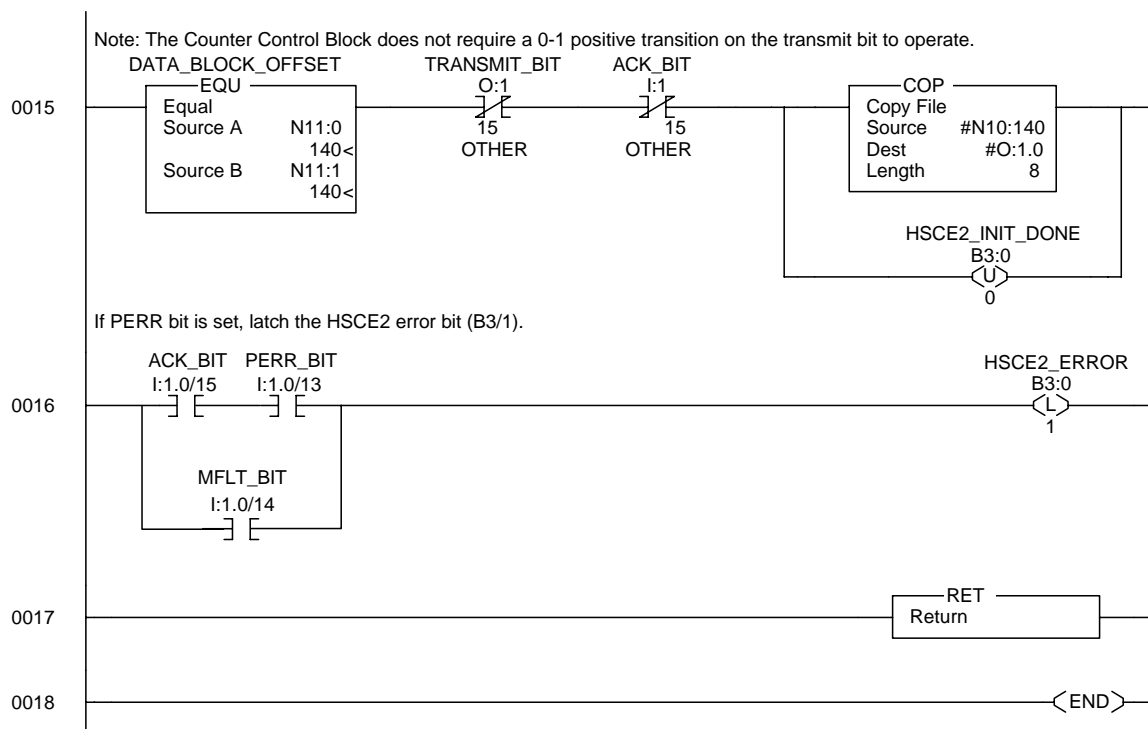 Note: The Counter Control Block does not require a 0-1 positive transition on the transmit bit to operate.
DATA_BLOCK_OFFSET TRANSMIT_BIT ACK_BIT
EQU O:1 I:1 COP
0015 Equal Copy File
Source A N11:0 15 15 Source #N10:140
140< OTHER OTHER Dest #O:1.0
Source B N11:1 Length 8
140<
HSCE2_INIT_DONE
B3:0
U
0
If PERR bit is set, latch the HSCE2 error bit (B3/1).
ACK_BIT PERR_BIT HSCE2_ERROR
I:1.0/15 I:1.0/13 B3:0
0016 L
1
MFLT_BIT
I:1.0/14
RET
0017 Return
0018 END